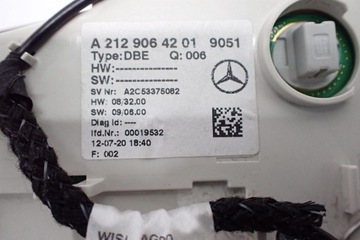 A 212 906 42 01 9051
Type: DBE Q: 006
HW:---------------
SW:---------------
SV Nr: A2C53375082
HW: 08/32.00
SW: 09/06.00
Diag Id: ----
lfd.Nr.: 00019532
12-07-20 18:40
F: 002